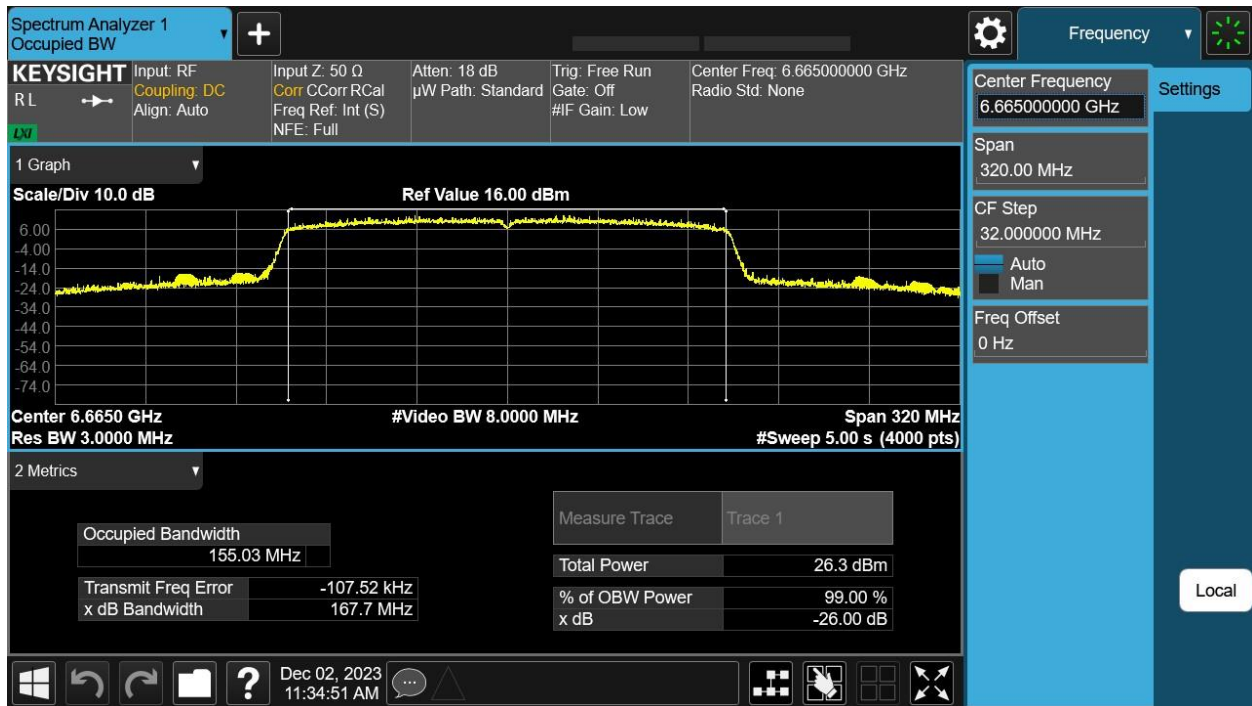 Spectrum Analyzer 1
Occupied BW
+
Frequency
KEYSIGHT
R L
LXI
Input: RF
Coupling: DC
Align: Auto
Input Z: 50 Ω
Corr CCorr RCal
Freq Ref: Int (S)
NFE: Full
Atten: 18 dB
µW Path: Standard
Trig: Free Run
Gate: Off
#IF Gain: Low
Center Freq: 6.665000000 GHz
Radio Std: None
Center Frequency
6.665000000 GHz
Settings
Span
320.00 MHz
CF Step
32.000000 MHz
Auto
Man
Freq Offset
0 Hz
1 Graph
Scale/Div 10.0 dB
Ref Value 16.00 dBm
6.00
-4.00
-14.0
-24.0
-34.0
-44.0
-54.0
-64.0
-74.0
Center 6.6650 GHz
#Video BW 8.0000 MHz
Span 320 MHz
Res BW 3.0000 MHz
#Sweep 5.00 s (4000 pts)
2 Metrics
Occupied Bandwidth
155.03 MHz
Transmit Freq Error -107.52 kHz
x dB Bandwidth 167.7 MHz
Measure Trace Trace 1
Total Power 26.3 dBm
% of OBW Power 99.00 %
x dB -26.00 dB
Local
?
Dec 02, 2023
11:34:51 AM